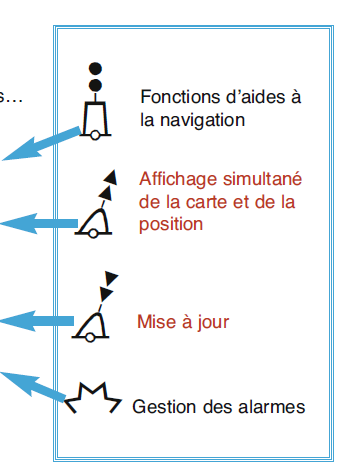 s…
Fonctions d'aides à
la navigation
Affichage simultané
de la carte et de la
position
Mise à jour
Gestion des alarmes